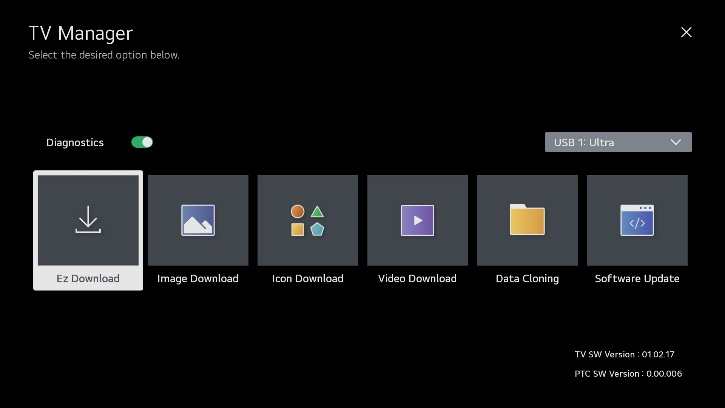 TV Manager
Select the desired option below.
Diagnostics
USB 1: Ultra
Ez Download
Image Download
Icon Download
Video Download
Data Cloning
Software Update
TV SW Version : 01.02.17
PTC SW Version : 0.00.006